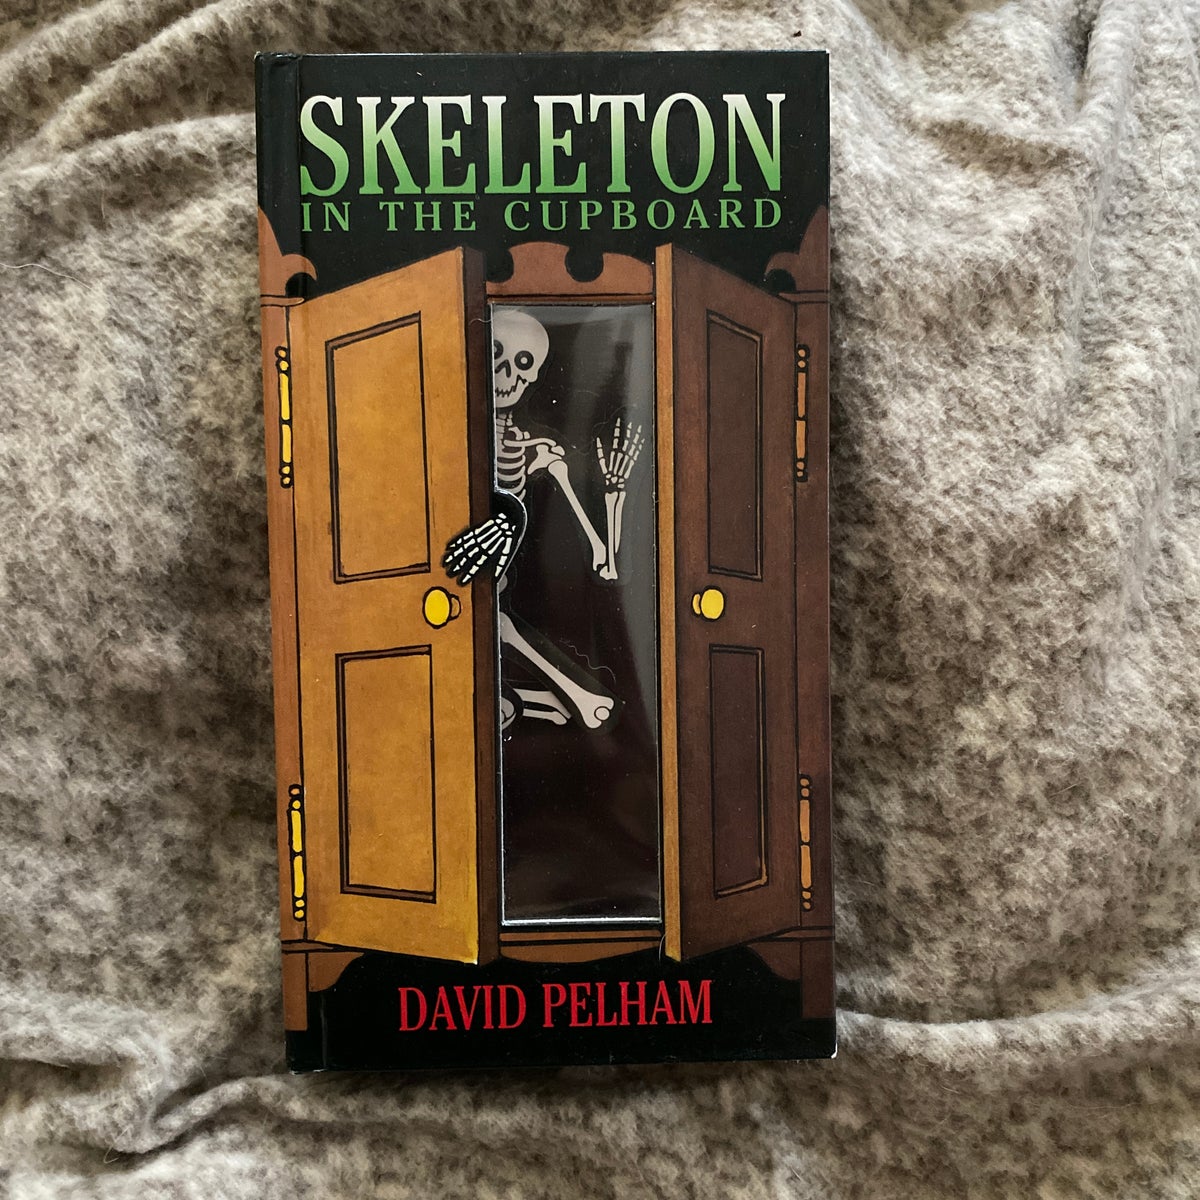 SKELETON
IN THE CUPBOARD
DAVID PELHAM